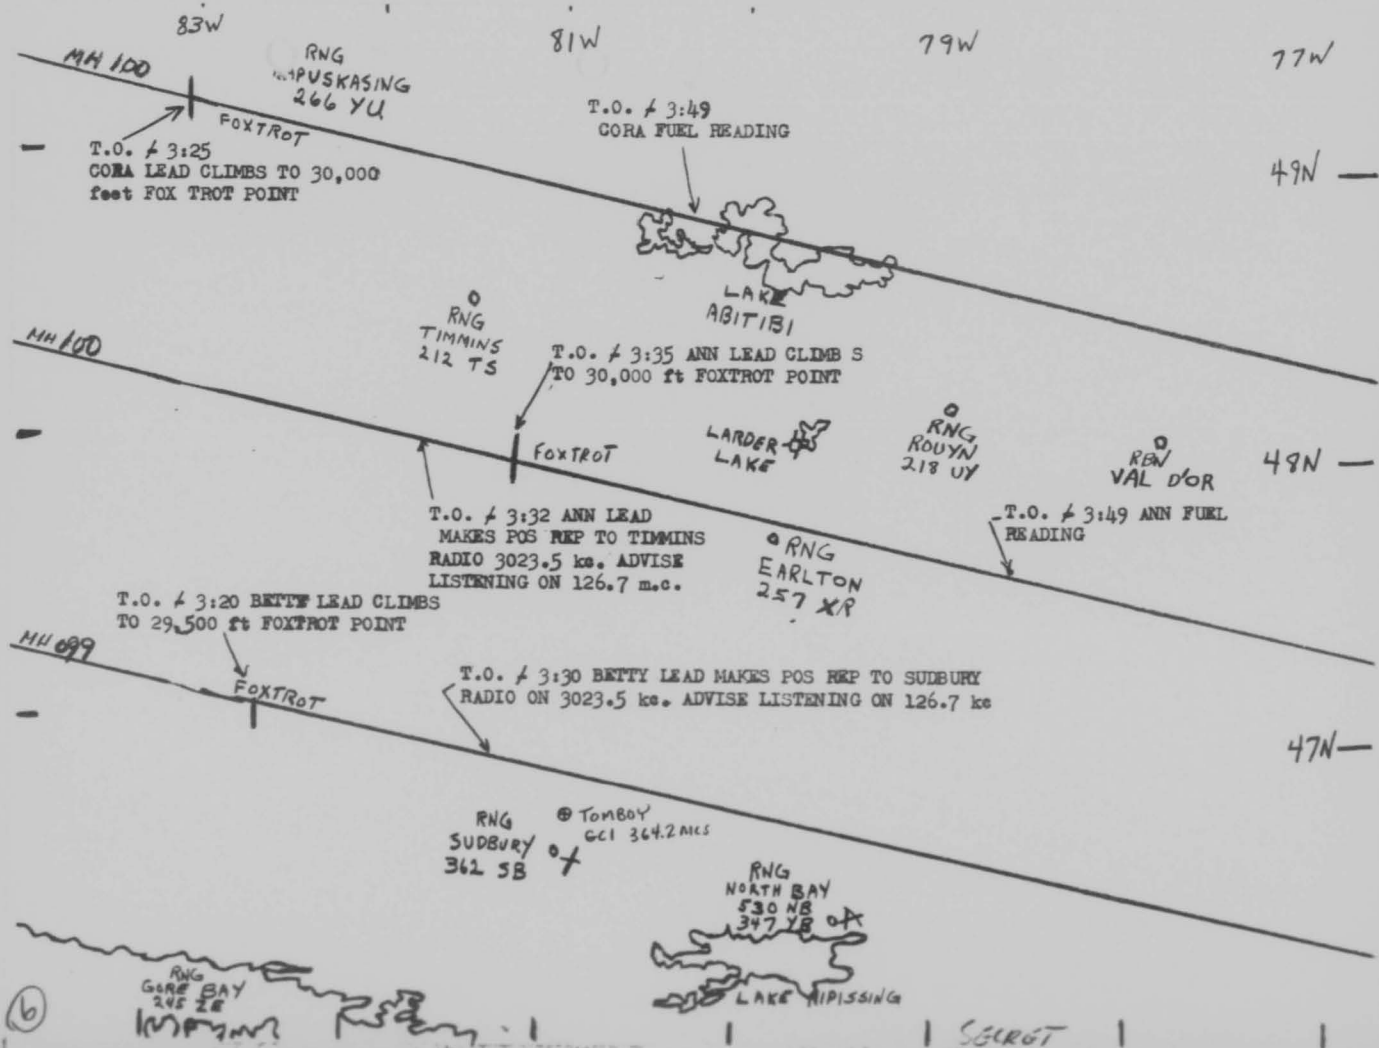 83W
81W
79W
77W
MH 100
RNG
266 YU
FOXTROT
T.O. / 3:25
CORA LEAD CLIMBS TO 30,000
feet FOX TROT POINT
T.O. / 3:49
CORA FUEL READING
49N
LAKE
ABITIBI
RNG
TIMMINS
212 TS
MH 100
T.O. / 3:35 ANN LEAD CLIMB S
TO 30,000 ft FOXTROT POINT
FOXTROT
LARDER
LAKE
RNG
ROUYN
218 UY
RBN
VAL D'OR
48N
T.O. / 3:32 ANN LEAD
MAKES POS REP TO TIMMINS
RADIO 3023.5 kc. ADVISE
LISTENING ON 126.7 m.c.
RNG
EARLTON
257 XR
T.O. / 3:49 ANN FUEL
READING
T.O. / 3:20 BETTY LEAD CLIMBS
TO 29,500 ft FOXTROT POINT
MH 099
FOXTROT
T.O. / 3:30 BETTY LEAD MAKES POS REP TO SUDBURY
RADIO ON 3023.5 kc. ADVISE LISTENING ON 126.7 kc
47N
RNG
SUDBURY
362 SB
TOMBOY
GCI 364.2 MCS
RNG
NORTH BAY
530 NB
347 YB
LAKE NIPISSING
RNG
GORE BAY
245 ZE
6
SECRET